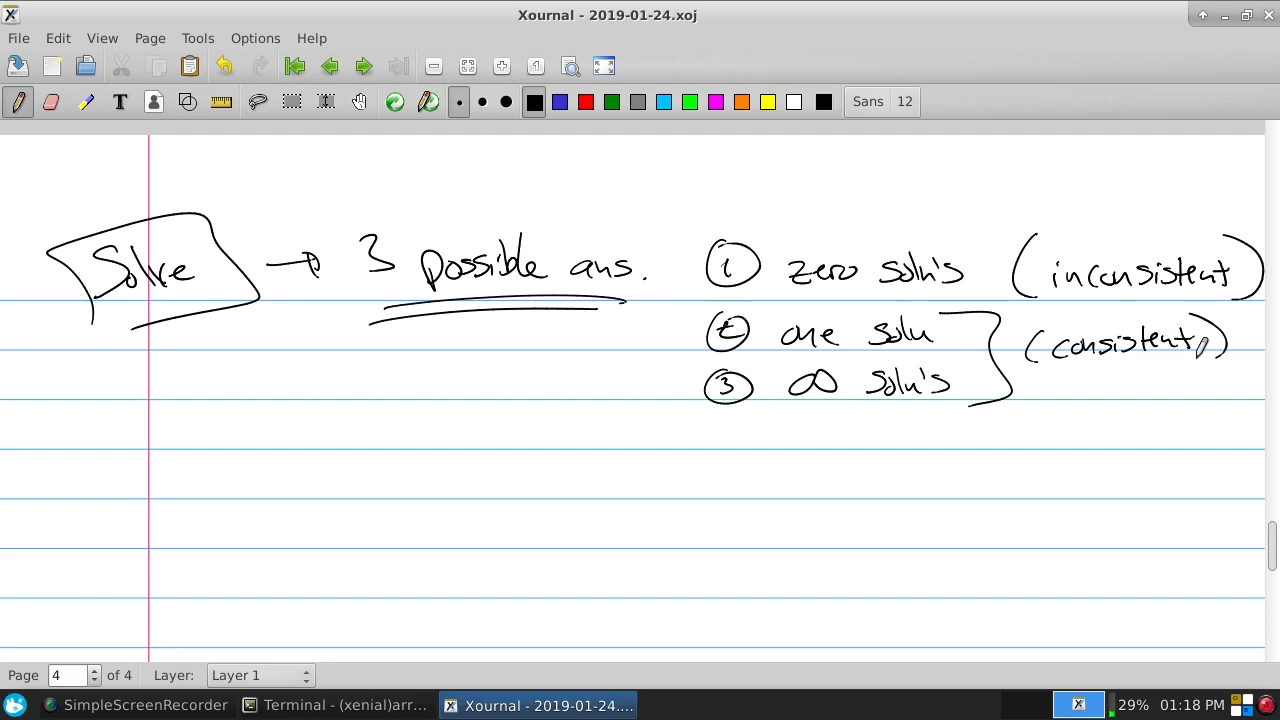 Xournal - 2019-01-24.xoj
File Edit View Page Tools Options Help
Sans 12
Solve → 3 possible ans. ① zero soln's (inconsistent)
② one soln
(consistent)
③ ∞ soln's
Page 4 of 4 Layer: Layer 1
SimpleScreenRecorder Terminal - (xenial)arr... Xournal - 2019-01-24.... 29% 01:18 PM